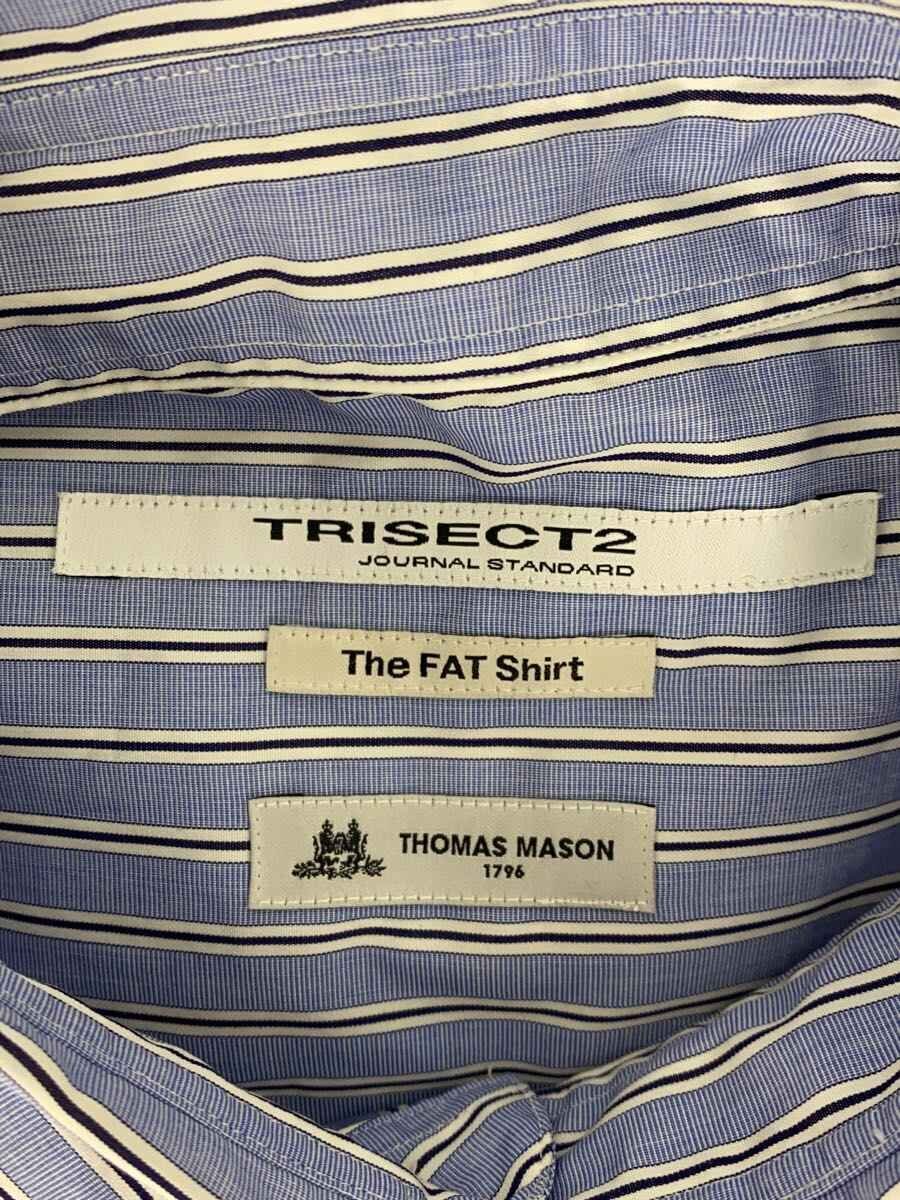 TRISECT2
JOURNAL STANDARD
The FAT Shirt
THOMAS MASON
1796